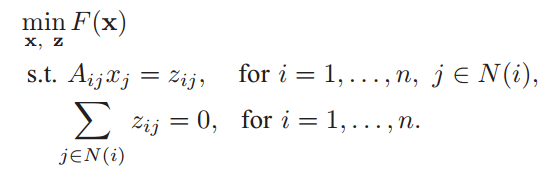 min F(x)
x, z
s.t. A_{ij}x_j = z_{ij}, for i = 1, . . . , n, j ∈ N(i),
∑ z_{ij} = 0, for i = 1, . . . , n.
j∈N(i)